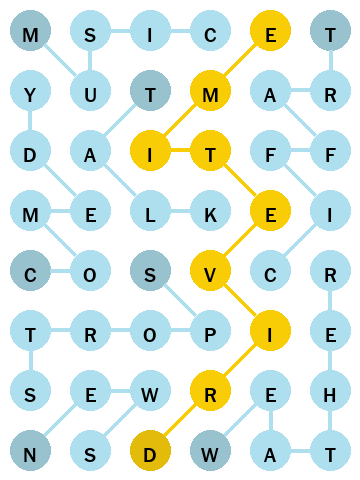 M S I C E T
Y U T M A R
D A I T F F
M E L K E I
C O S V C R
T R O P I E
S E W R E H
N S D W A T